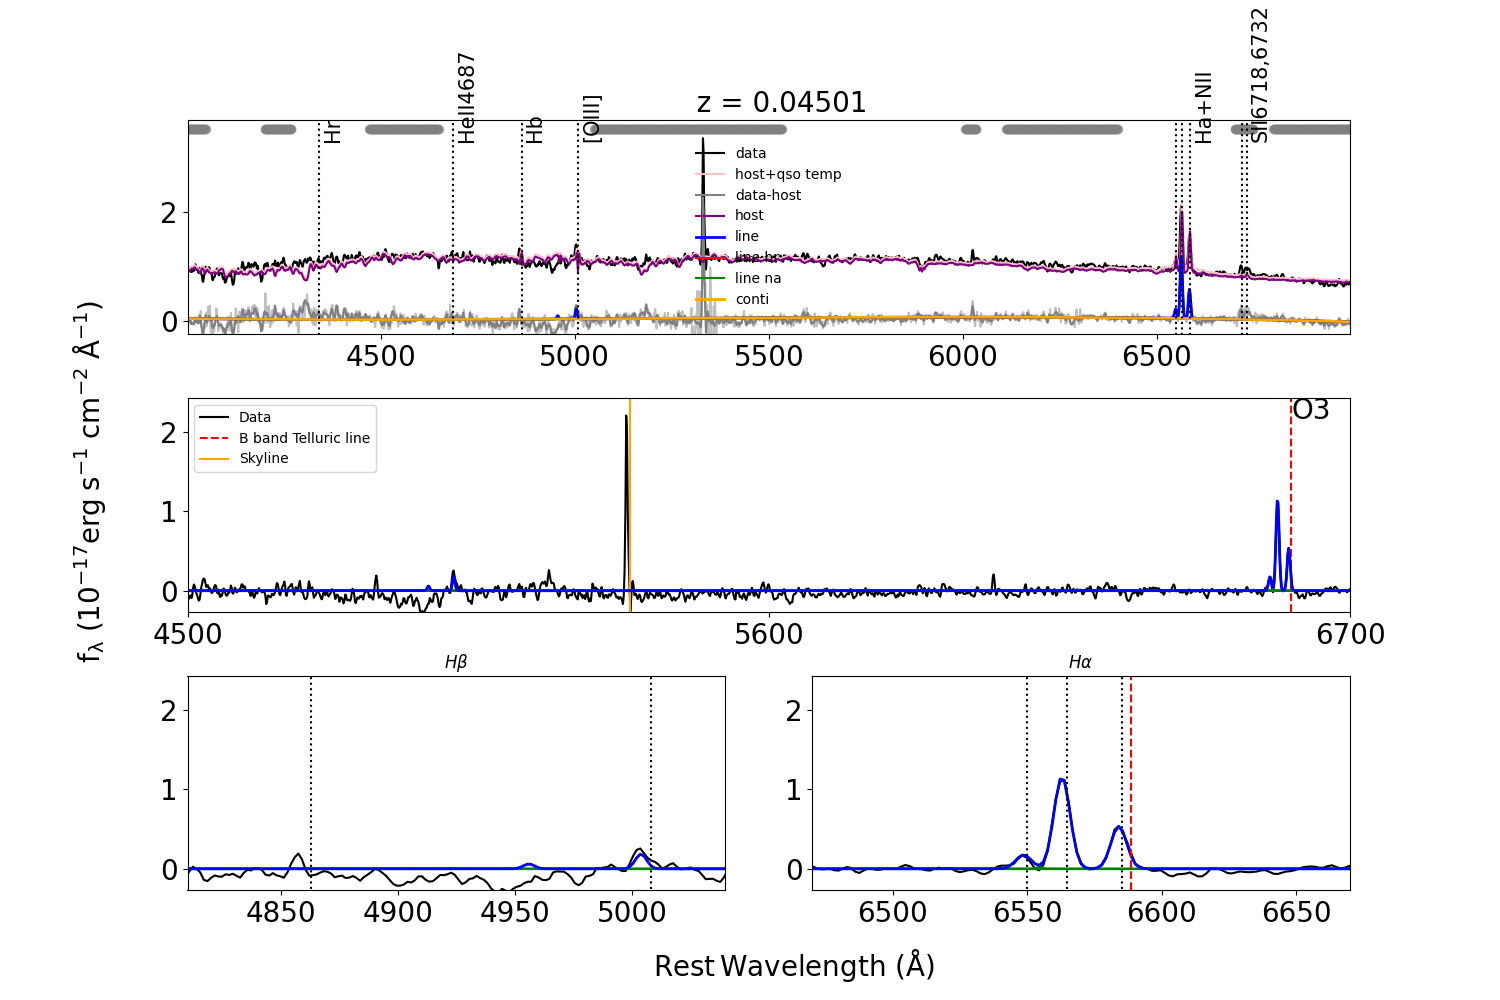 z = 0.04501
Hr
HeII4687
Hb
[OIII]
Ha+NII
SII6718,6732
data
host+qso temp
data-host
host
line
line br
line na
conti
2
0
4500
5000
5500
6000
6500
Data
B band Telluric line
Skyline
O3
2
1
0
4500
5600
6700
fλ (10−17erg s−1 cm−2 Å−1)
Hβ
2
1
0
4850
4900
4950
5000
Hα
2
1
0
6500
6550
6600
6650
Rest Wavelength (Å)